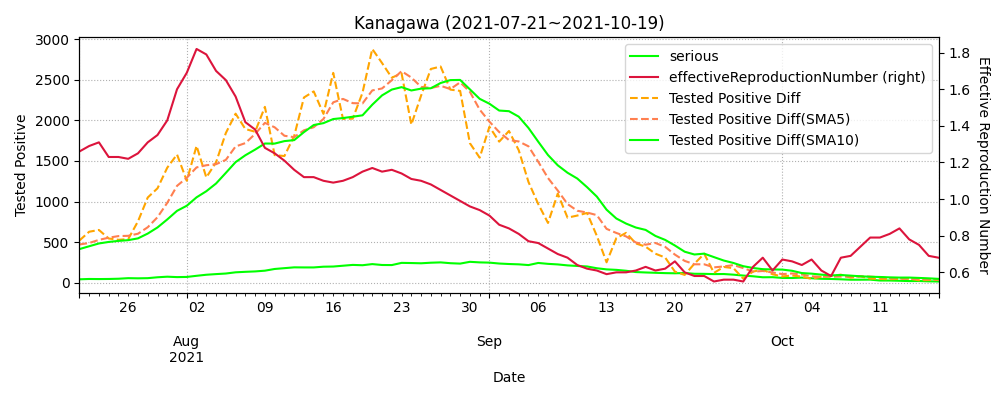 Kanagawa (2021-07-21~2021-10-19)
3000
2500
2000
1500
1000
500
0
Tested Positive
1.8
1.6
1.4
1.2
1.0
0.8
0.6
Effective Reproduction Number
serious
effectiveReproductionNumber (right)
Tested Positive Diff
Tested Positive Diff(SMA5)
Tested Positive Diff(SMA10)
26 02 09 16 23 30 06 13 20 27 04 11
Aug Sep Oct
2021
Date